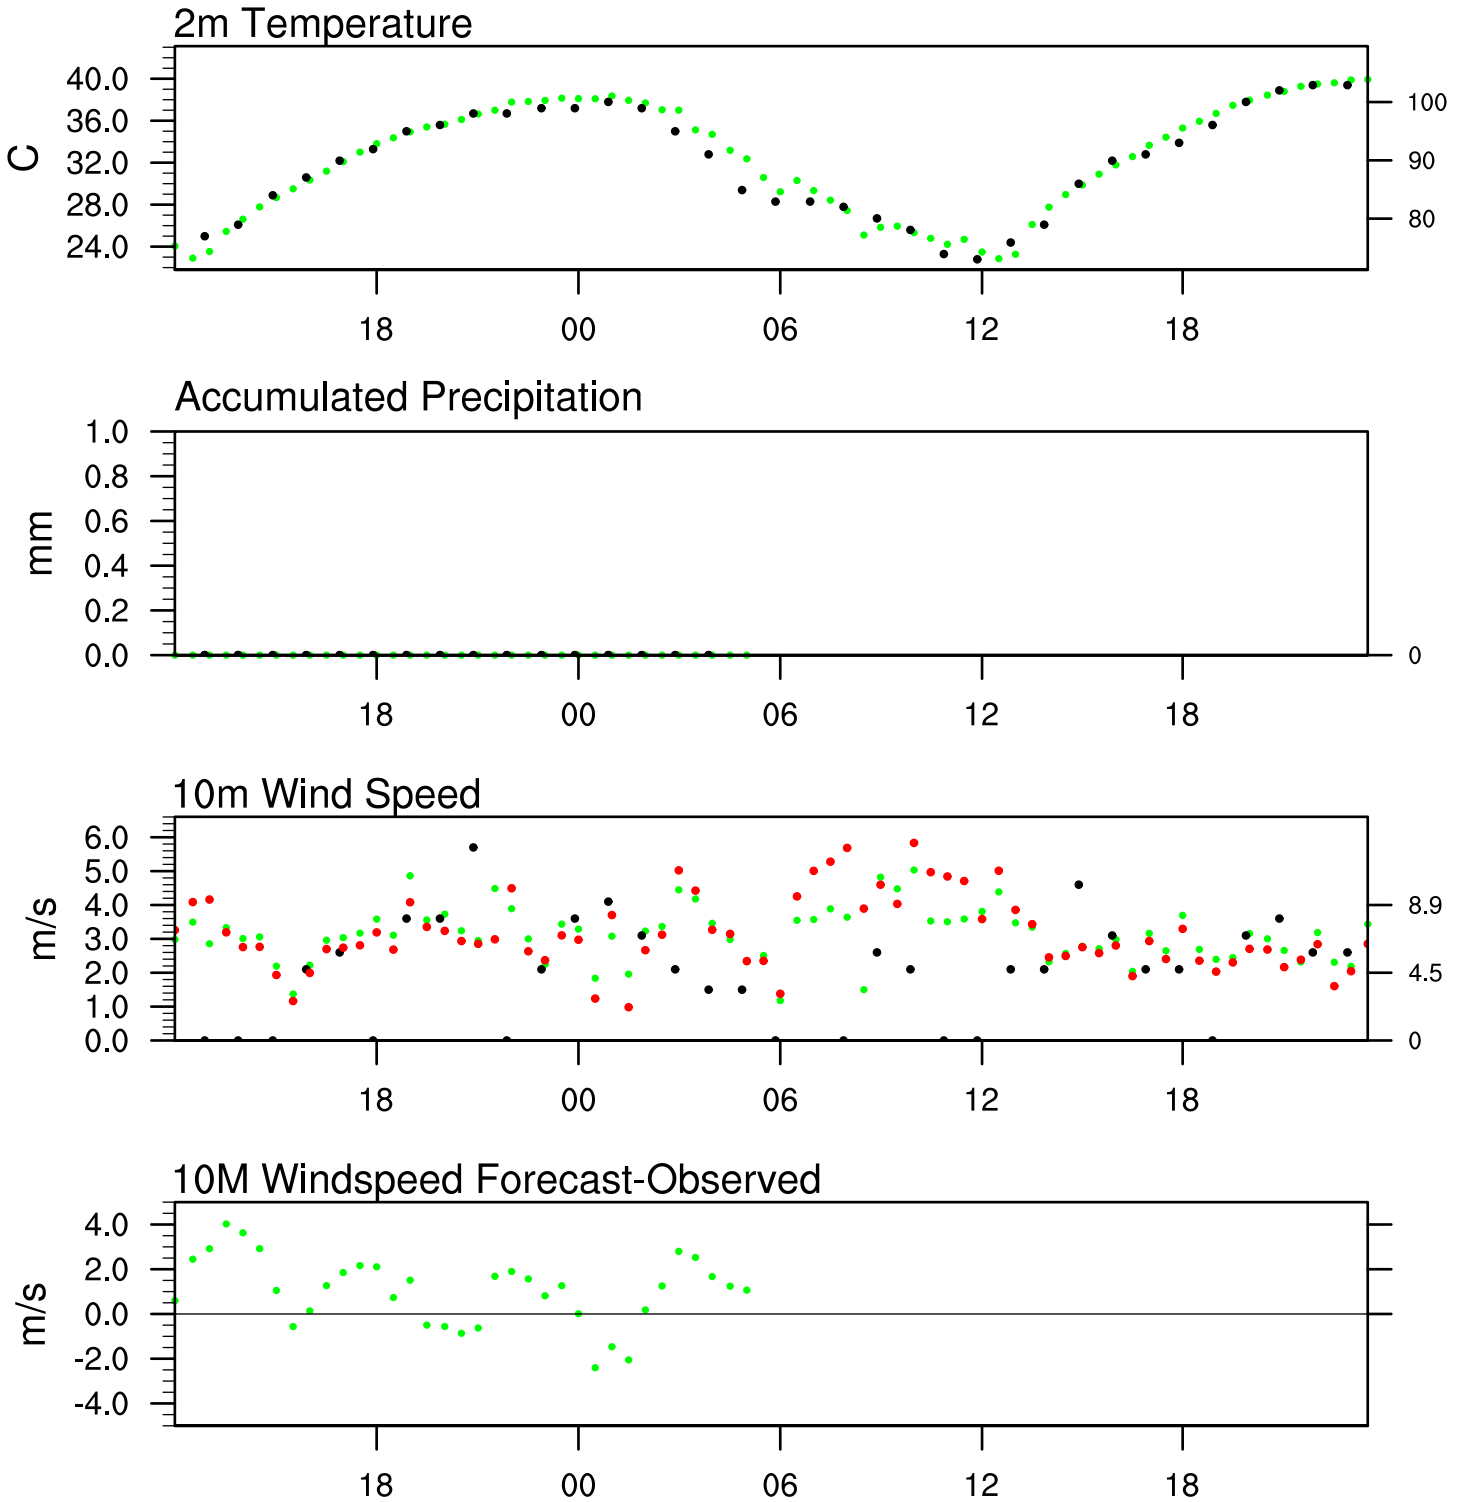 2m Temperature
C
40.0
36.0
32.0
28.0
24.0
100
90
80
18 00 06 12 18
Accumulated Precipitation
mm
1.0
0.8
0.6
0.4
0.2
0.0
0
18 00 06 12 18
10m Wind Speed
m/s
6.0
5.0
4.0
3.0
2.0
1.0
0.0
8.9
4.5
0
18 00 06 12 18
10M Windspeed Forecast-Observed
m/s
4.0
2.0
0.0
-2.0
-4.0
18 00 06 12 18